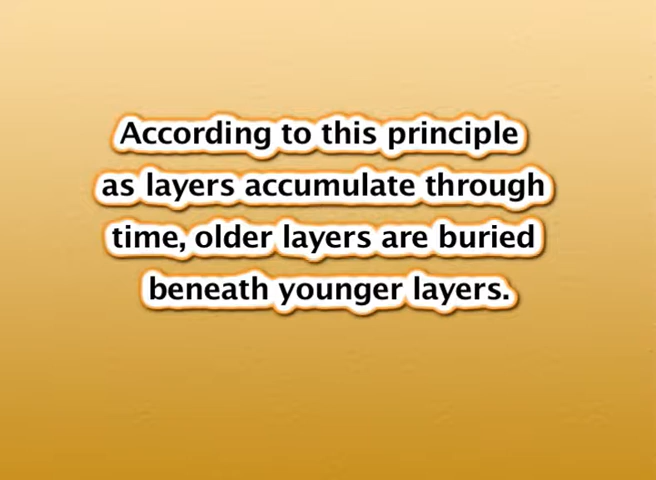 According to this principle
as layers accumulate through
time, older layers are buried
beneath younger layers.